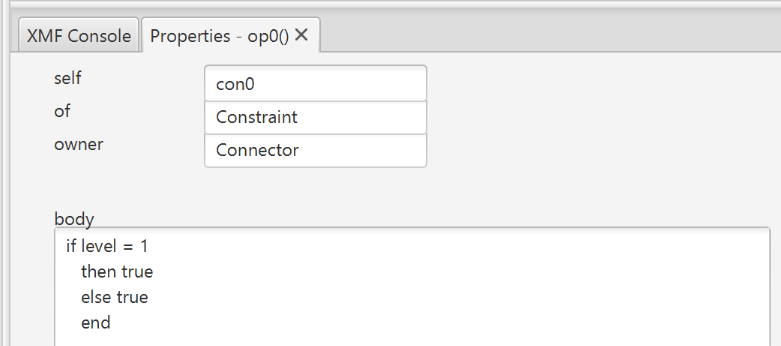 XMF Console
Properties - op0()
self
con0
of
Constraint
owner
Connector
body
if level = 1
then true
else true
end